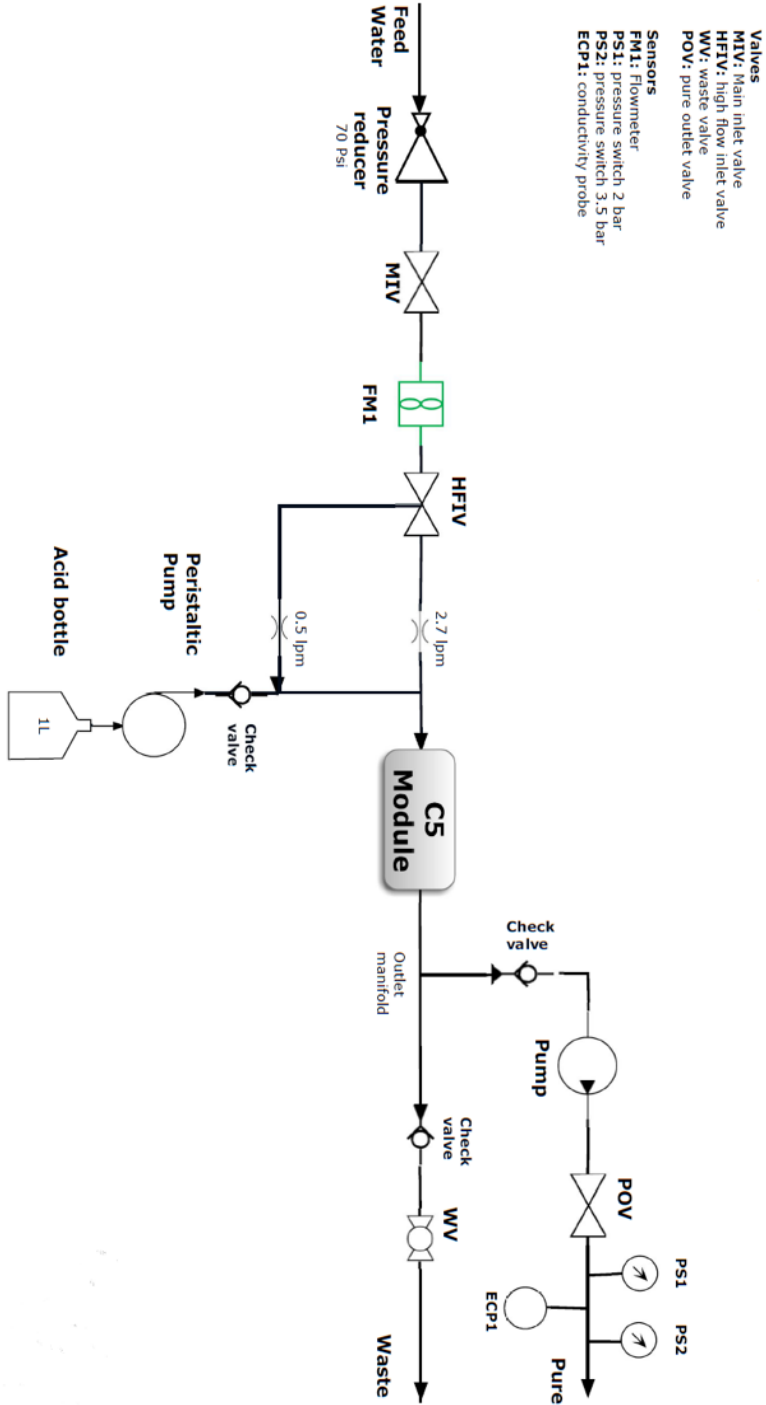 Valves
MIV: Main inlet valve
HFIV: high flow inlet valve
WV: waste valve
POV: pure outlet valve
Sensors
FM1: Flowmeter
PS1: pressure switch 2 bar
PS2: pressure switch 3.5 bar
ECP1: conductivity probe
Feed
Water
Pressure
reducer
70 Psi
MIV
FM1
HFIV
2.7 lpm
0.5 lpm
Acid bottle
1L
Peristaltic
Pump
Check
valve
C5
Module
Outlet
manifold
Check
valve
Pump
POV
PS1
PS2
ECP1
Pure
Check
valve
WV
Waste